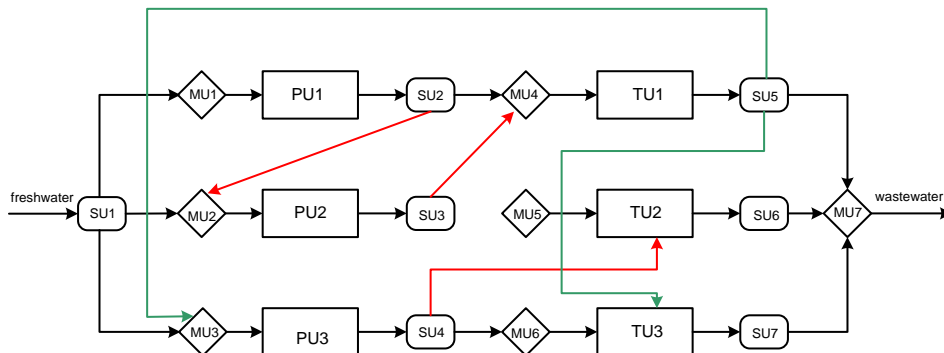 MU1
PU1
SU2
MU4
TU1
SU5
freshwater
SU1
MU2
PU2
SU3
MU5
TU2
SU6
MU7
wastewater
MU3
PU3
SU4
MU6
TU3
SU7